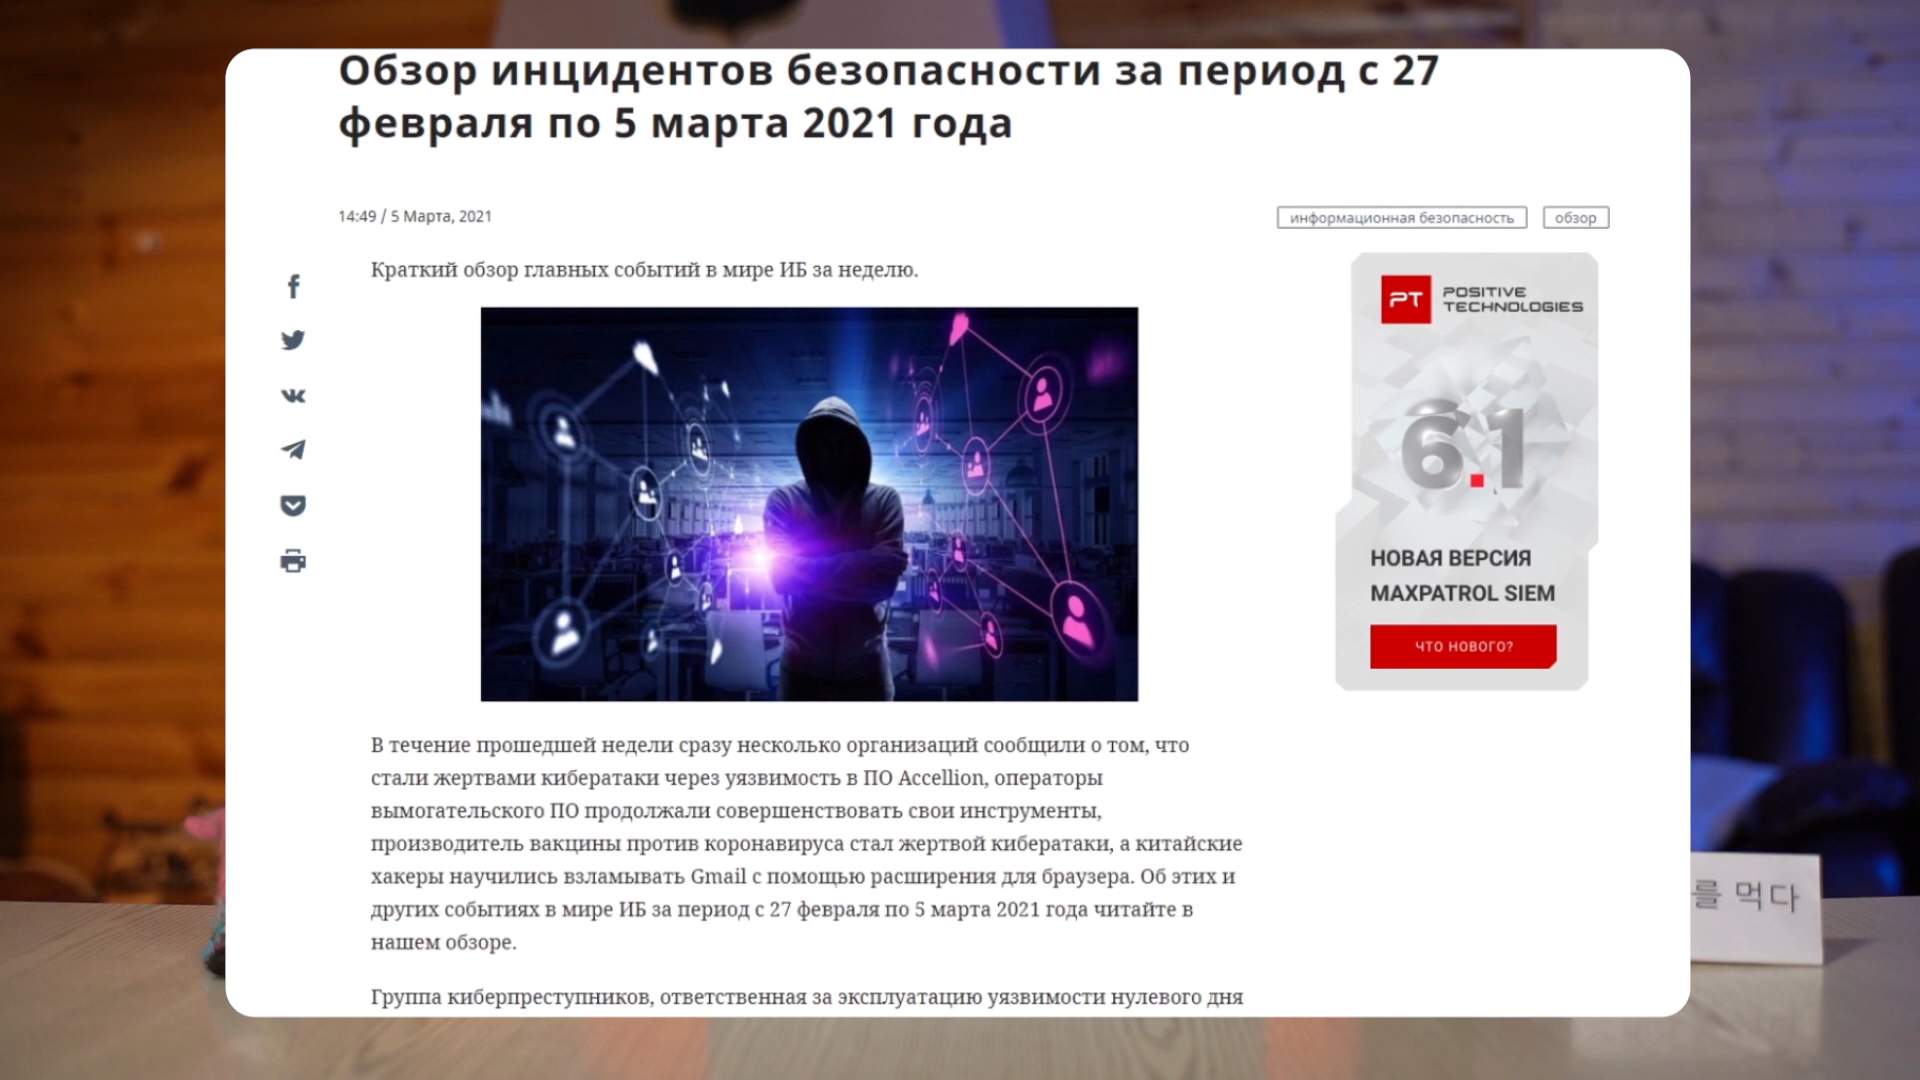 Обзор инцидентов безопасности за период с 27
февраля по 5 марта 2021 года
14:49 / 5 Марта, 2021
информационная безопасность
обзор
Краткий обзор главных событий в мире ИБ за неделю.
PT
POSITIVE
TECHNOLOGIES
6.1
НОВАЯ ВЕРСИЯ
MAXPATROL SIEM
ЧТО НОВОГО?
В течение прошедшей недели сразу несколько организаций сообщили о том, что
стали жертвами кибератаки через уязвимость в ПО Accellion, операторы
вымогательского ПО продолжали совершенствовать свои инструменты,
производитель вакцины против коронавируса стал жертвой кибератаки, а китайские
хакеры научились взламывать Gmail с помощью расширения для браузера. Об этих и
других событиях в мире ИБ за период с 27 февраля по 5 марта 2021 года читайте в
нашем обзоре.
Группа киберпреступников, ответственная за эксплуатацию уязвимости нулевого дня
를 먹다